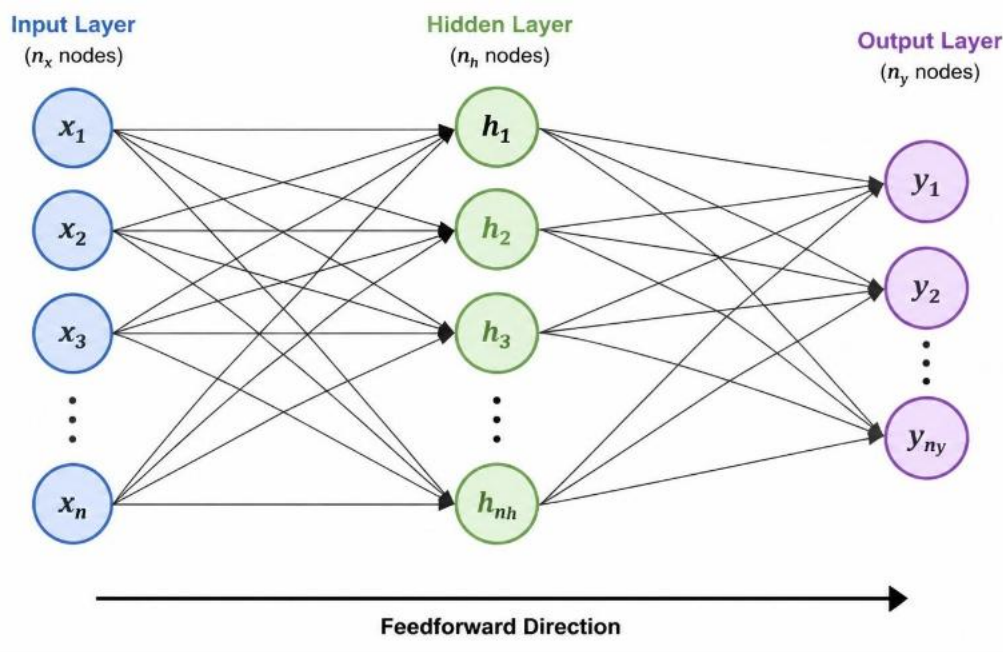 Input Layer
(nx nodes)
Hidden Layer
(nh nodes)
Output Layer
(ny nodes)
x1
x2
x3
xn
h1
h2
h3
hnh
y1
y2
yny
Feedforward Direction